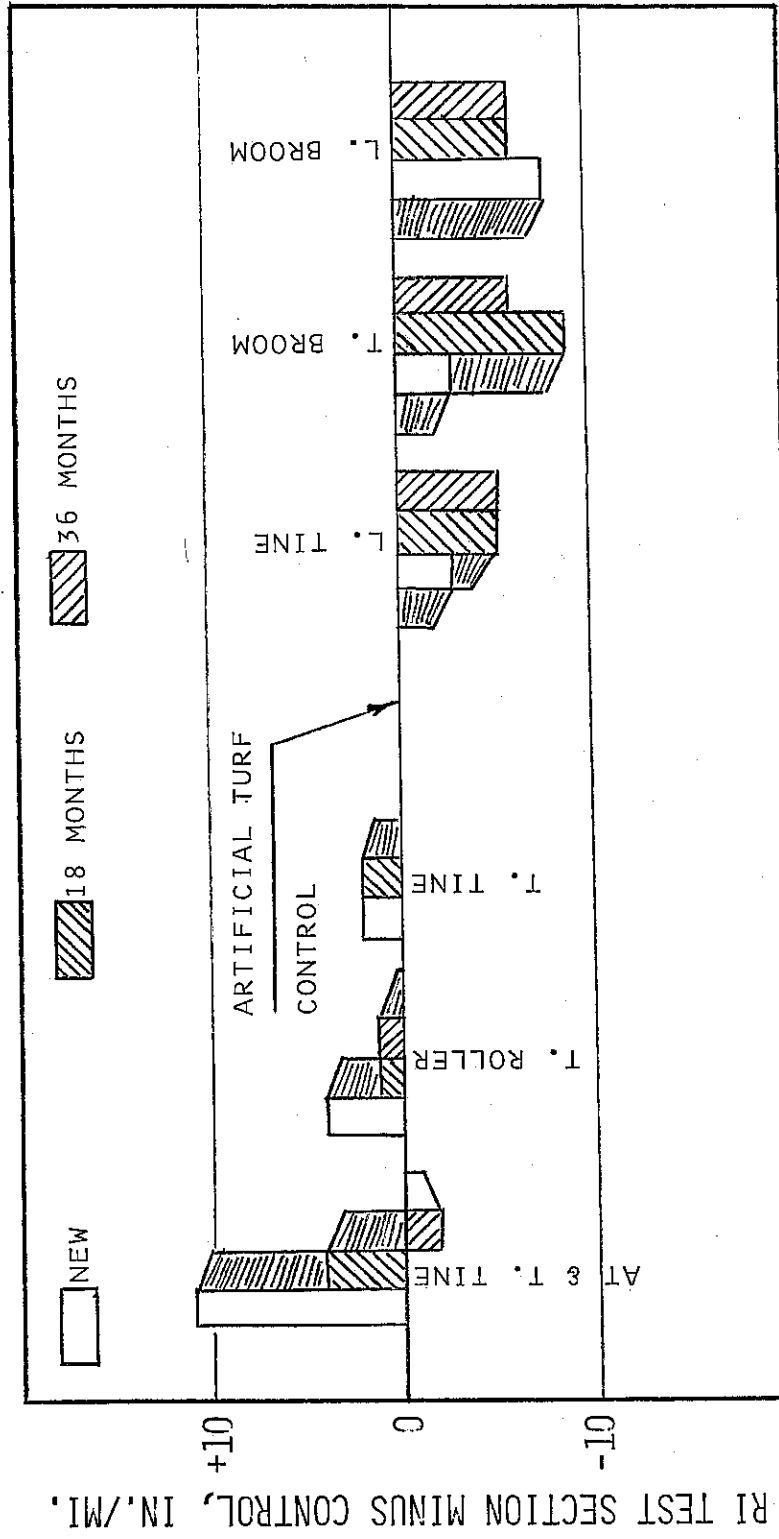 NEW
18 MONTHS
36 MONTHS
ARTIFICIAL TURF
CONTROL
RI TEST SECTION MINUS CONTROL, IN./MI.
+10
0
-10
AT & T. TINE
T. ROLLER
T. TINE
L. TINE
T. BROOM
L. BROOM